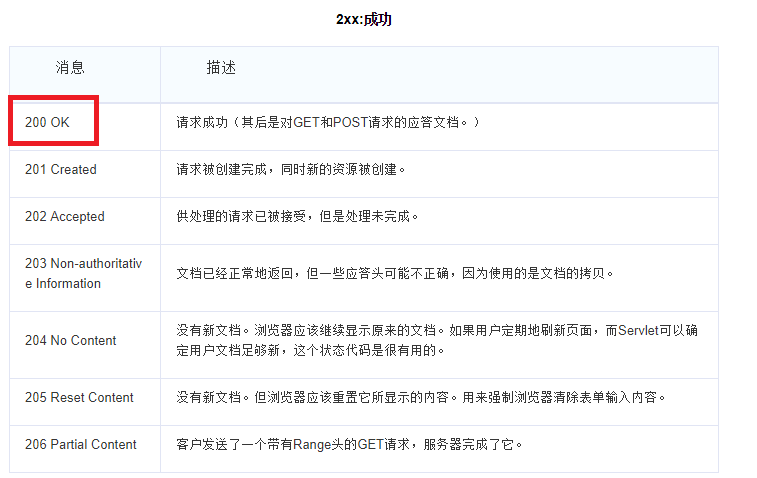 2xx:成功
消息 描述
200 OK 请求成功（其后是对GET和POST请求的应答文档。）
201 Created 请求被创建完成，同时新的资源被创建。
202 Accepted 供处理的请求已被接受，但是处理未完成。
203 Non-authoritativ
e Information
文档已经正常地返回，但一些应答头可能不正确，因为使用的是文档的拷贝。
204 No Content
没有新文档。浏览器应该继续显示原来的文档。如果用户定期地刷新页面，而Servlet可以确
定用户文档足够新，这个状态代码是很有用的。
205 Reset Content 没有新文档。但浏览器应该重置它所显示的内容。用来强制浏览器清除表单输入内容。
206 Partial Content 客户发送了一个带有Range头的GET请求，服务器完成了它。